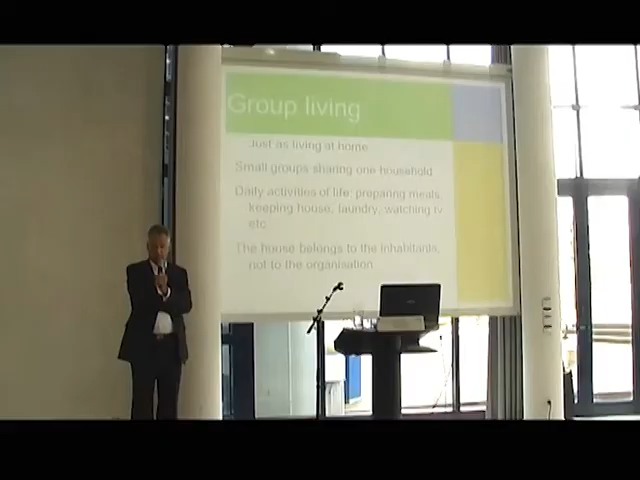 Group living
Just as living at home
Small groups sharing one household
Daily activities of life: preparing meals,
keeping house, laundry, watching tv
etc
The house belongs to the inhabitants,
not to the organisation